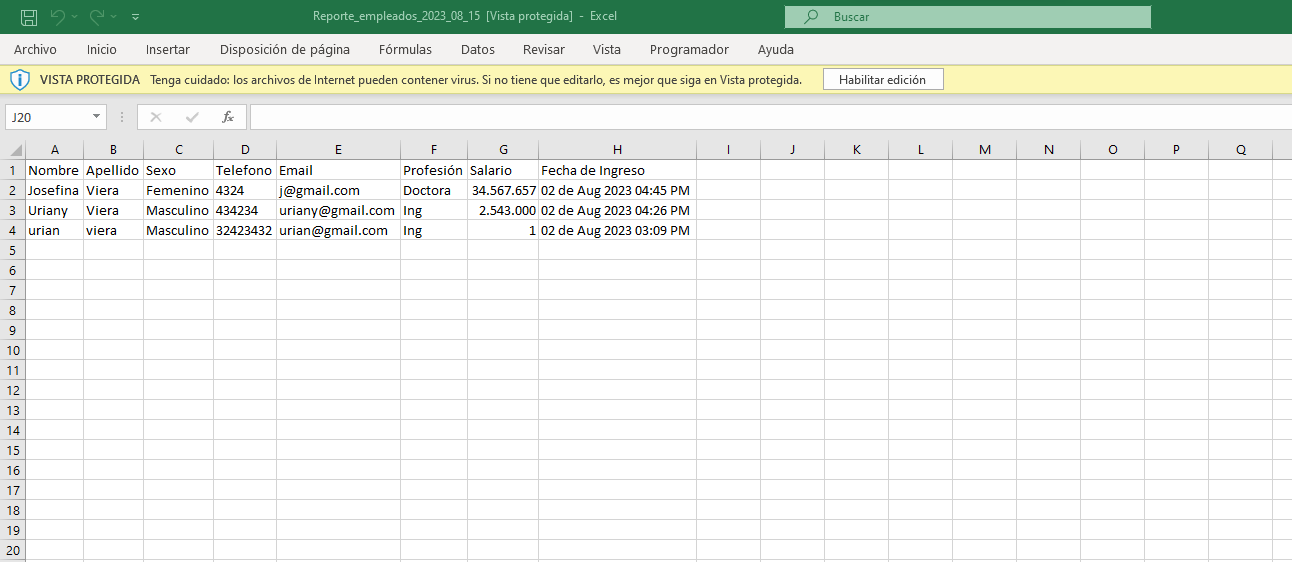 Reporte_empleados_2023_08_15 [Vista protegida] - Excel
Buscar
Archivo Inicio Insertar Disposición de página Fórmulas Datos Revisar Vista Programador Ayuda
VISTA PROTEGIDA Tenga cuidado: los archivos de Internet pueden contener virus. Si no tiene que editarlo, es mejor que siga en Vista protegida. Habilitar edición
J20 fx
A B C D E F G H I J K L M N O P Q
1 Nombre Apellido Sexo Telefono Email Profesión Salario Fecha de Ingreso
2 Josefina Viera Femenino 4324 j@gmail.com Doctora 34.567.657 02 de Aug 2023 04:45 PM
3 Uriany Viera Masculino 434234 uriany@gmail.com Ing 2.543.000 02 de Aug 2023 04:26 PM
4 urian viera Masculino 32423432 urian@gmail.com Ing 1 02 de Aug 2023 03:09 PM
5
6
7
8
9
10
11
12
13
14
15
16
17
18
19
20